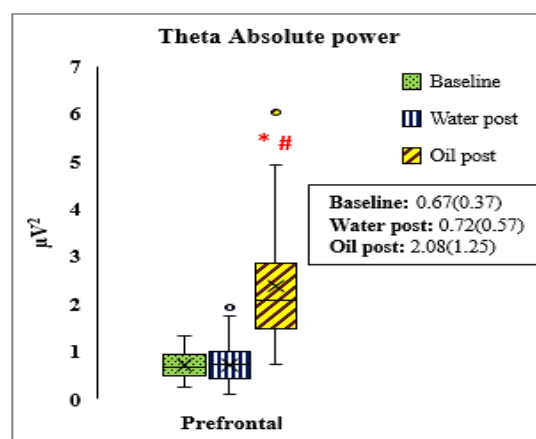 Theta Absolute power
7
6
5
4
3
2
1
0
µV²
Baseline
Water post
Oil post
* #
Baseline: 0.67(0.37)
Water post: 0.72(0.57)
Oil post: 2.08(1.25)
Prefrontal